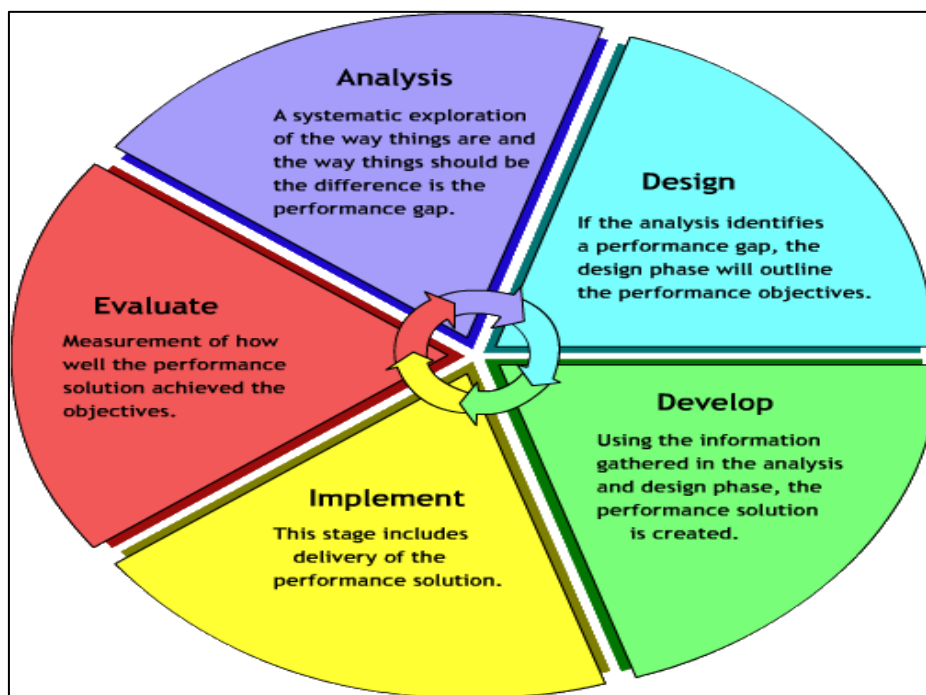 Analysis
A systematic exploration
of the way things are and
the way things should be
the difference is the
performance gap.
Design
If the analysis identifies
a performance gap, the
design phase will outline
the performance objectives.
Develop
Using the information
gathered in the analysis
and design phase, the
performance solution
is created.
Implement
This stage includes
delivery of the
performance solution.
Evaluate
Measurement of how
well the performance
solution achieved the
objectives.